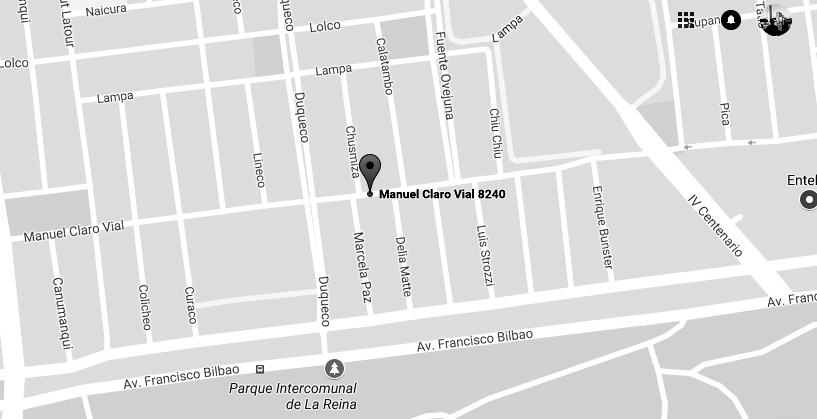 Naicura
Duqueco
Lolco
Lampa
Lolco
Calatambo
Fuente Ovejuna
Lampa
Lampa
Duqueco
Chusmiza
Chiu Chiu
Pica
Lineco
Manuel Claro Vial 8240
Entel
Manuel Claro Vial
Enrique Bunster
IV Centenario
Marcela Paz
Delia Matte
Luis Strozzi
Canumanqui
Colicheo
Curaco
Duqueco
Av. Franc
Av. Francisco Bilbao
Av. Francisco Bilbao
Parque Intercomunal
de La Reina